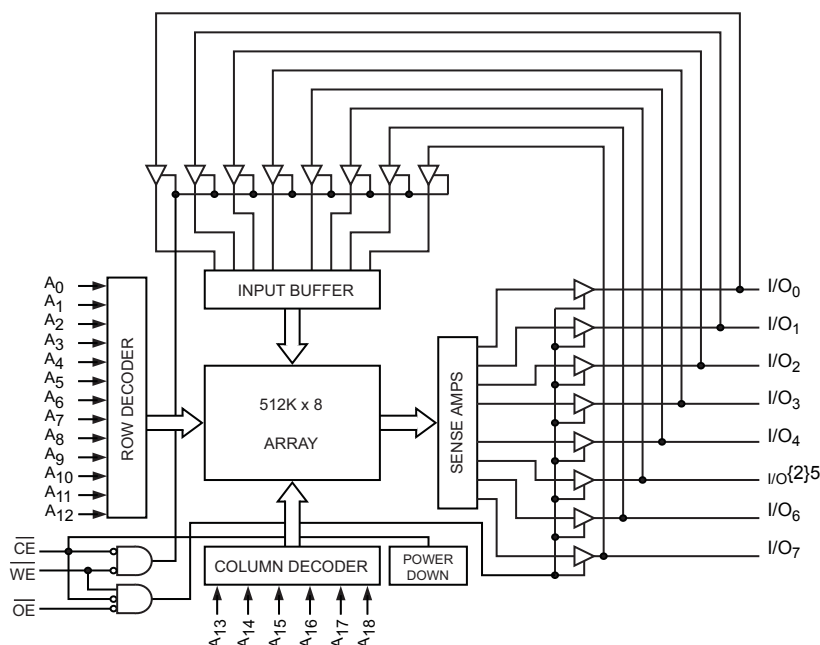 INPUT BUFFER
A0
A1
A2
A3
A4
A5
A6
A7
A8
A9
A10
A11
A12
ROW DECODER
512K x 8
ARRAY
SENSE AMPS
I/O0
I/O1
I/O2
I/O3
I/O4
I/O{2}5
I/O6
I/O7
CE
WE
OE
COLUMN DECODER
POWER
DOWN
A13
A14
A15
A16
A17
A18